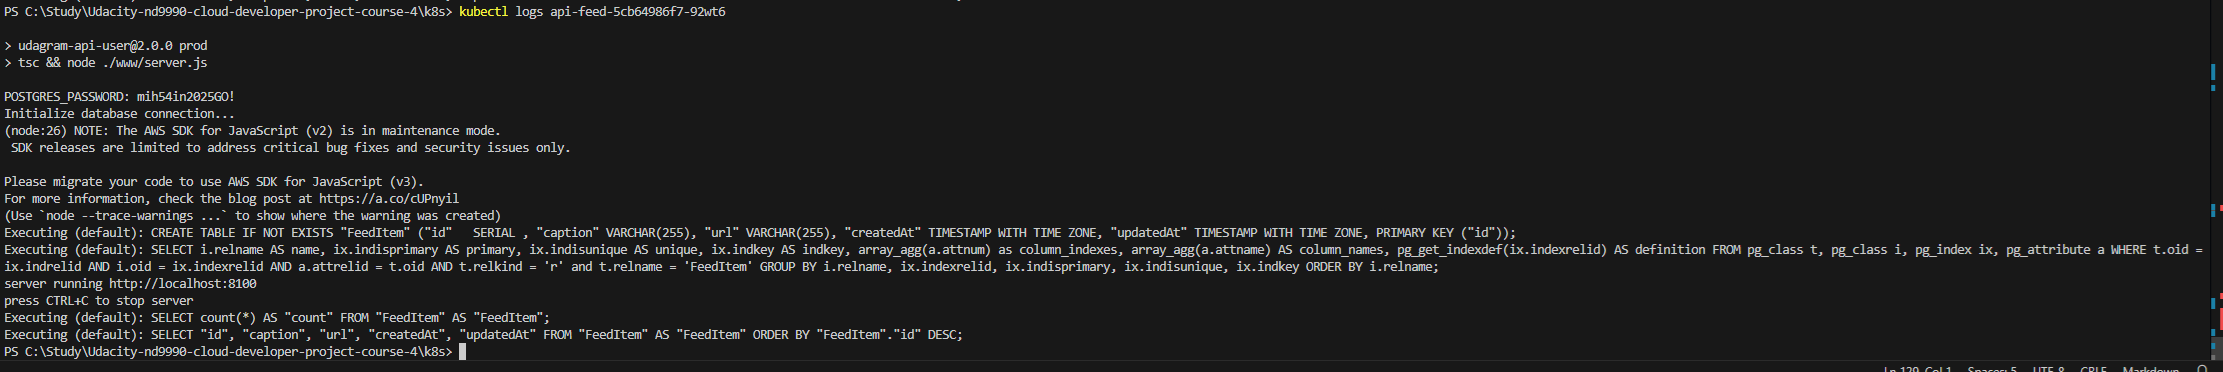 PS C:\Study\Udacity-nd9990-cloud-developer-project-course-4\k8s> kubectl logs api-feed-5cb64986f7-92wt6
> udagram-api-user@2.0.0 prod
> tsc && node ./www/server.js
POSTGRES_PASSWORD: mih54in2025GO!
Initialize database connection...
(node:26) NOTE: The AWS SDK for JavaScript (v2) is in maintenance mode.
SDK releases are limited to address critical bug fixes and security issues only.
Please migrate your code to use AWS SDK for JavaScript (v3).
For more information, check the blog post at https://a.co/cUPnyil
(Use `node --trace-warnings ...` to show where the warning was created)
Executing (default): CREATE TABLE IF NOT EXISTS "FeedItem" ("id"   SERIAL , "caption" VARCHAR(255), "url" VARCHAR(255), "createdAt" TIMESTAMP WITH TIME ZONE, "updatedAt" TIMESTAMP WITH TIME ZONE, PRIMARY KEY ("id"));
Executing (default): SELECT i.relname AS name, ix.indisprimary AS primary, ix.indisunique AS unique, ix.indkey AS indkey, array_agg(a.attnum) as column_indexes, array_agg(a.attname) AS column_names, pg_get_indexdef(ix.indexrelid) AS definition FROM pg_class t, pg_class i, pg_index ix, pg_attribute a WHERE t.oid =
ix.indrelid AND i.oid = ix.indexrelid AND a.attrelid = t.oid AND t.relkind = 'r' and t.relname = 'FeedItem' GROUP BY i.relname, ix.indexrelid, ix.indisprimary, ix.indisunique, ix.indkey ORDER BY i.relname;
server running http://localhost:8100
press CTRL+C to stop server
Executing (default): SELECT count(*) AS "count" FROM "FeedItem" AS "FeedItem";
Executing (default): SELECT "id", "caption", "url", "createdAt", "updatedAt" FROM "FeedItem" AS "FeedItem" ORDER BY "FeedItem"."id" DESC;
PS C:\Study\Udacity-nd9990-cloud-developer-project-course-4\k8s>
Ln 129, Col 1 Spaces: 5 UTF-8 CRLF Markdown